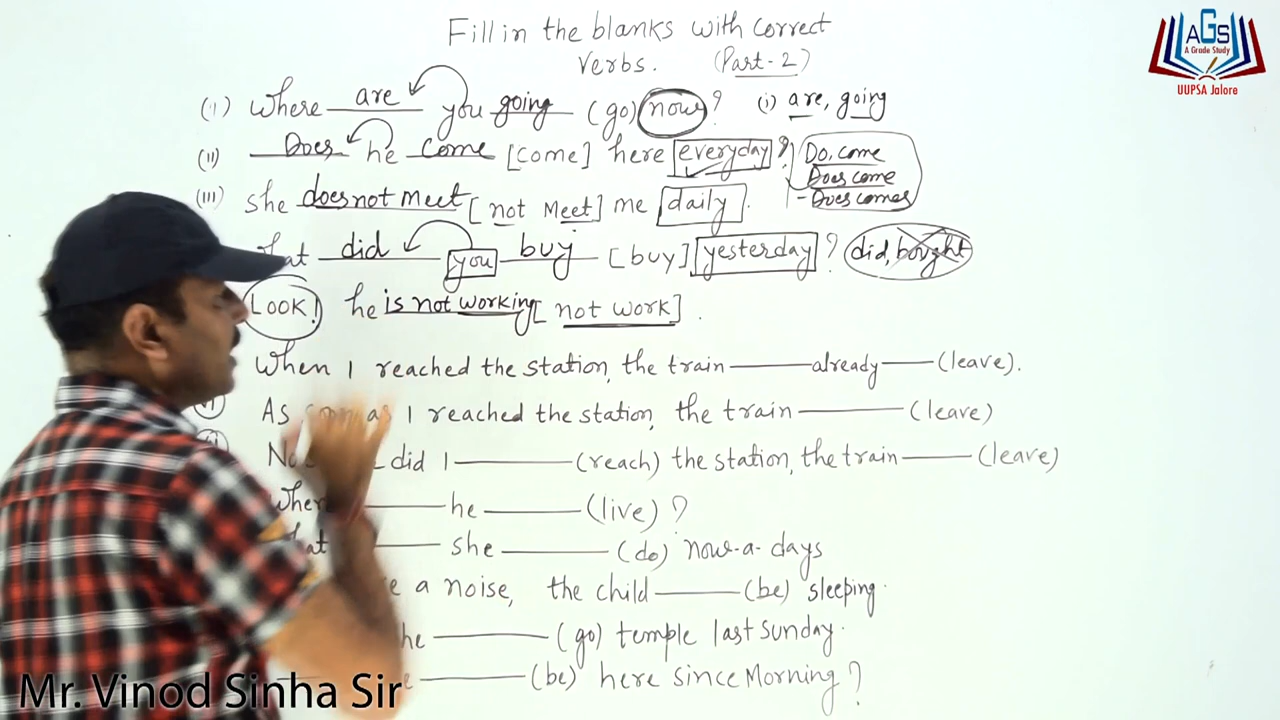 Fill in the blanks with correct
verbs. (Part-2)
AGS
A Grade Study
UUPSA Jalore
(i) where are you going (go) now? (i) are, going
(ii) Does he come [come] here everyday? Do, come
Does come
- Does comes
(iii) She does not meet [not Meet] me daily.
did you buy [buy] yesterday? did, bought
LOOK! he is not working [not work].
When I reached the station, the train ——— already —— (leave).
As soon as I reached the station, the train ——— (leave)
did I ——— (reach) the station, the train —— (leave)
——— he ——— (live) ?
——— she ——— (do) now-a-days
a noise, the child ——— (be) sleeping.
he ——— (go) temple last Sunday.
——— (be) here since Morning?
Mr. Vinod Sinha Sir